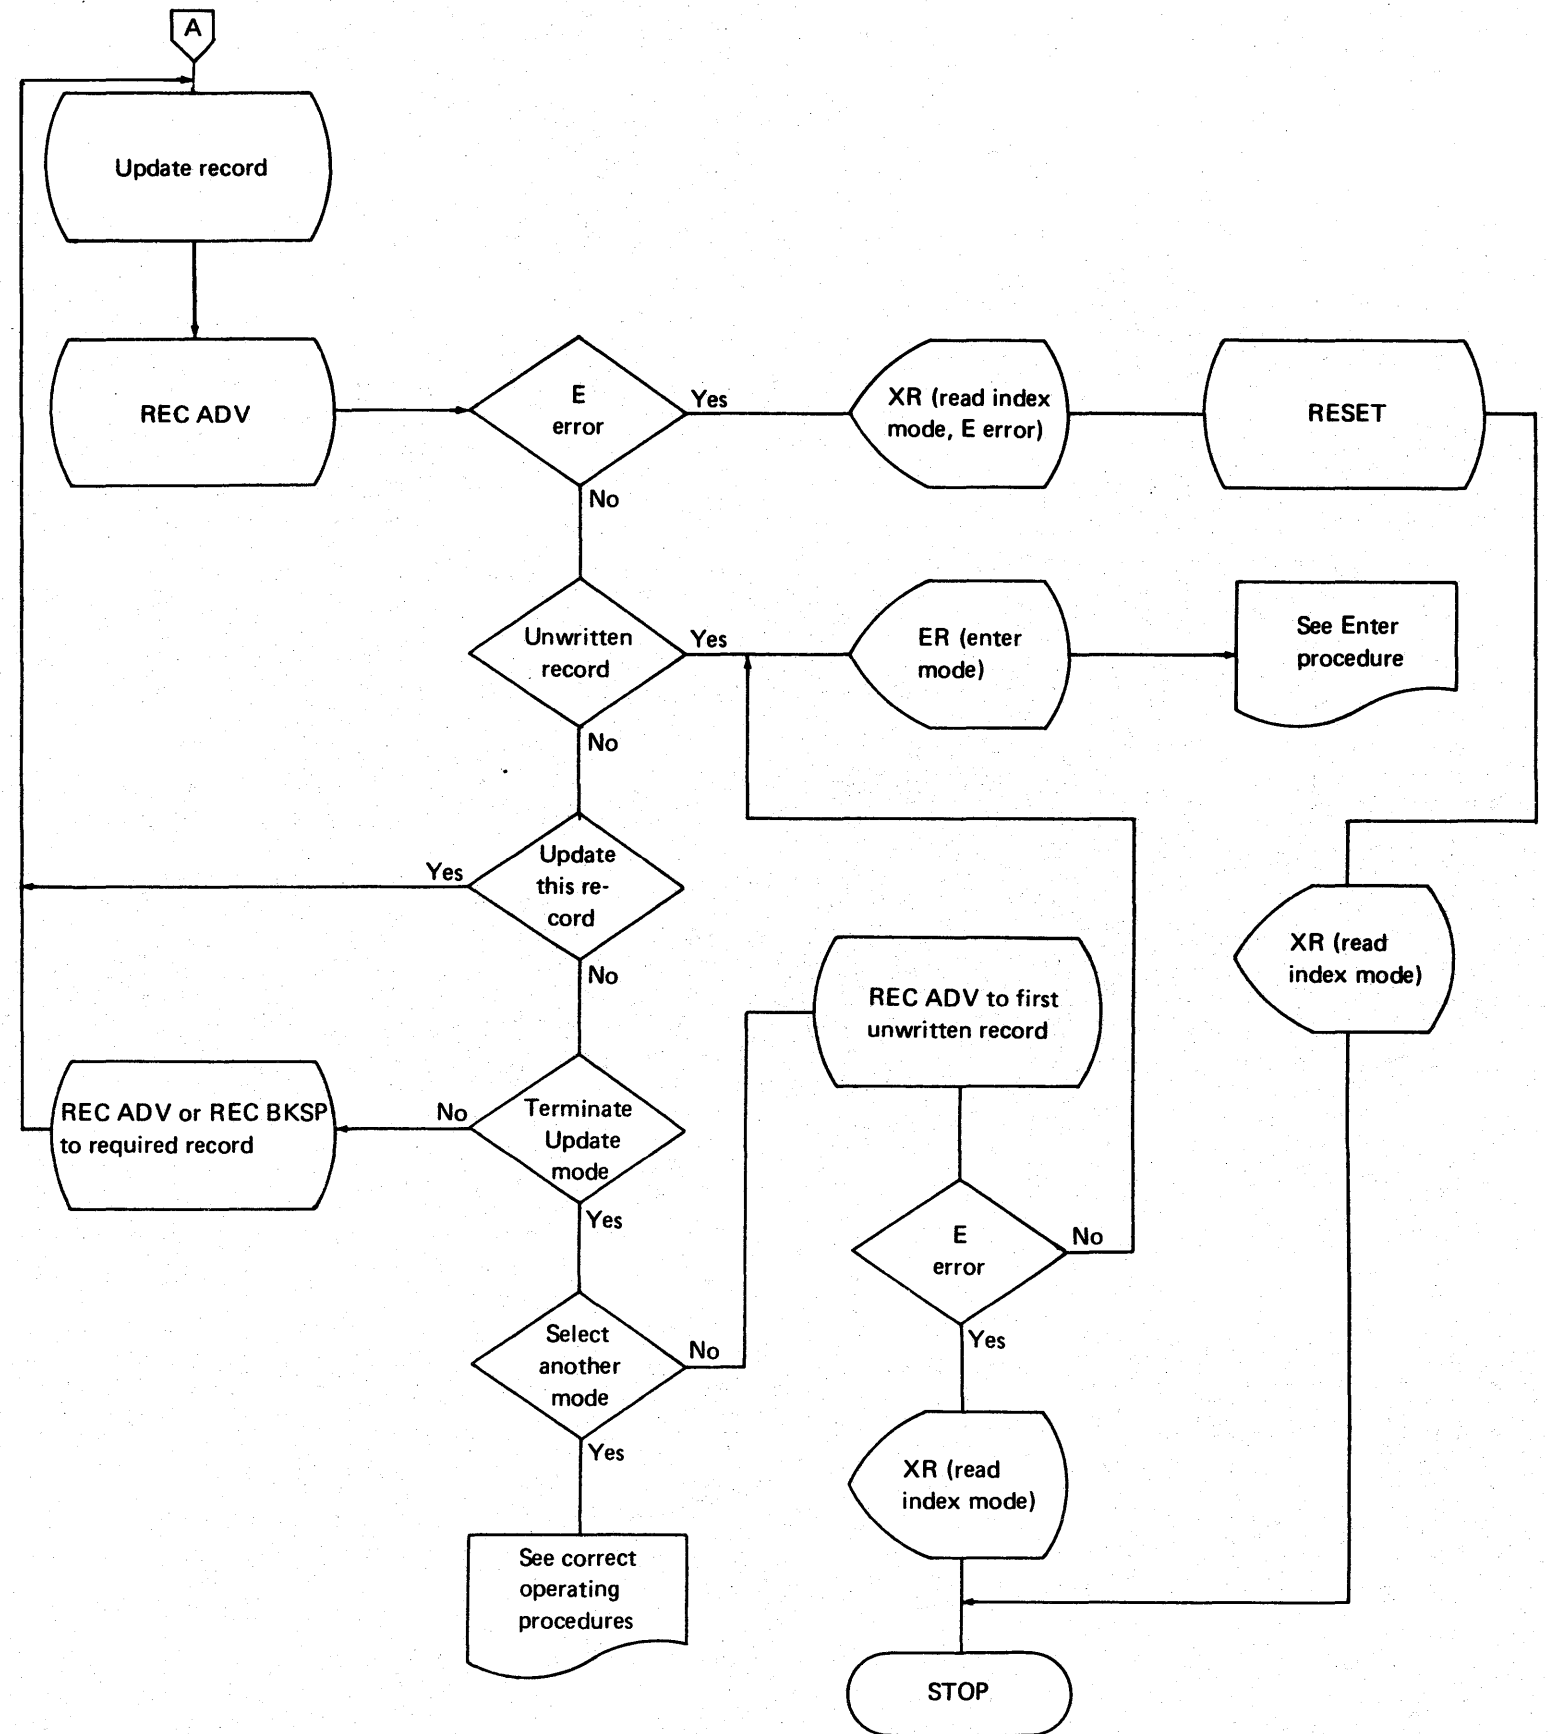 A
Update record
REC ADV
E
error
Yes
XR (read index
mode, E error)
RESET
No
Unwritten
record
Yes
ER (enter
mode)
See Enter
procedure
No
Update
this re-
cord
Yes
No
XR (read
index mode)
REC ADV to first
unwritten record
REC ADV or REC BKSP
to required record
No
Terminate
Update
mode
Yes
E
error
No
Yes
Select
another
mode
No
Yes
XR (read
index mode)
See correct
operating
procedures
STOP